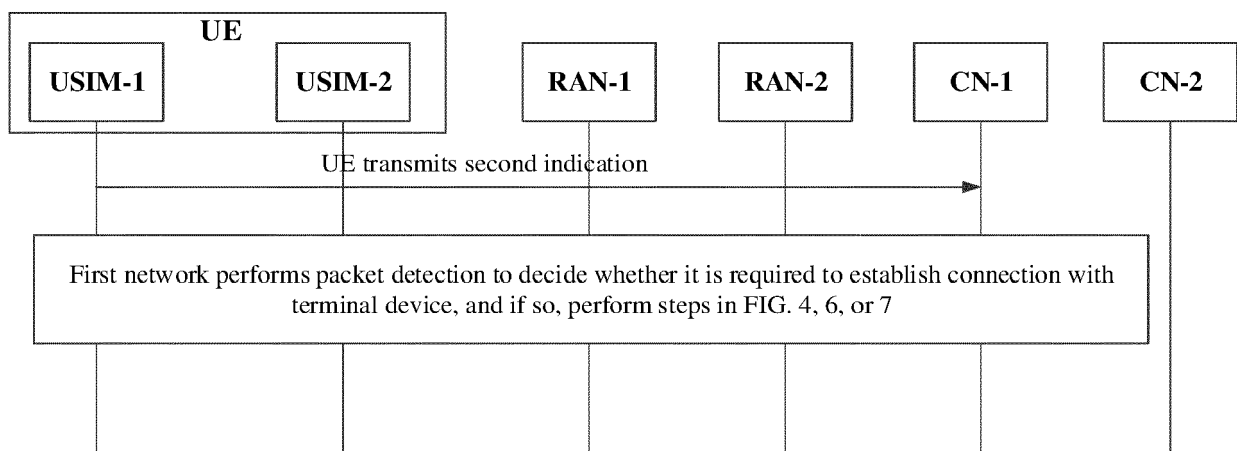 UE
USIM-1 USIM-2 RAN-1 RAN-2 CN-1 CN-2
UE transmits second indication
First network performs packet detection to decide whether it is required to establish connection with
terminal device, and if so, perform steps in FIG. 4, 6, or 7